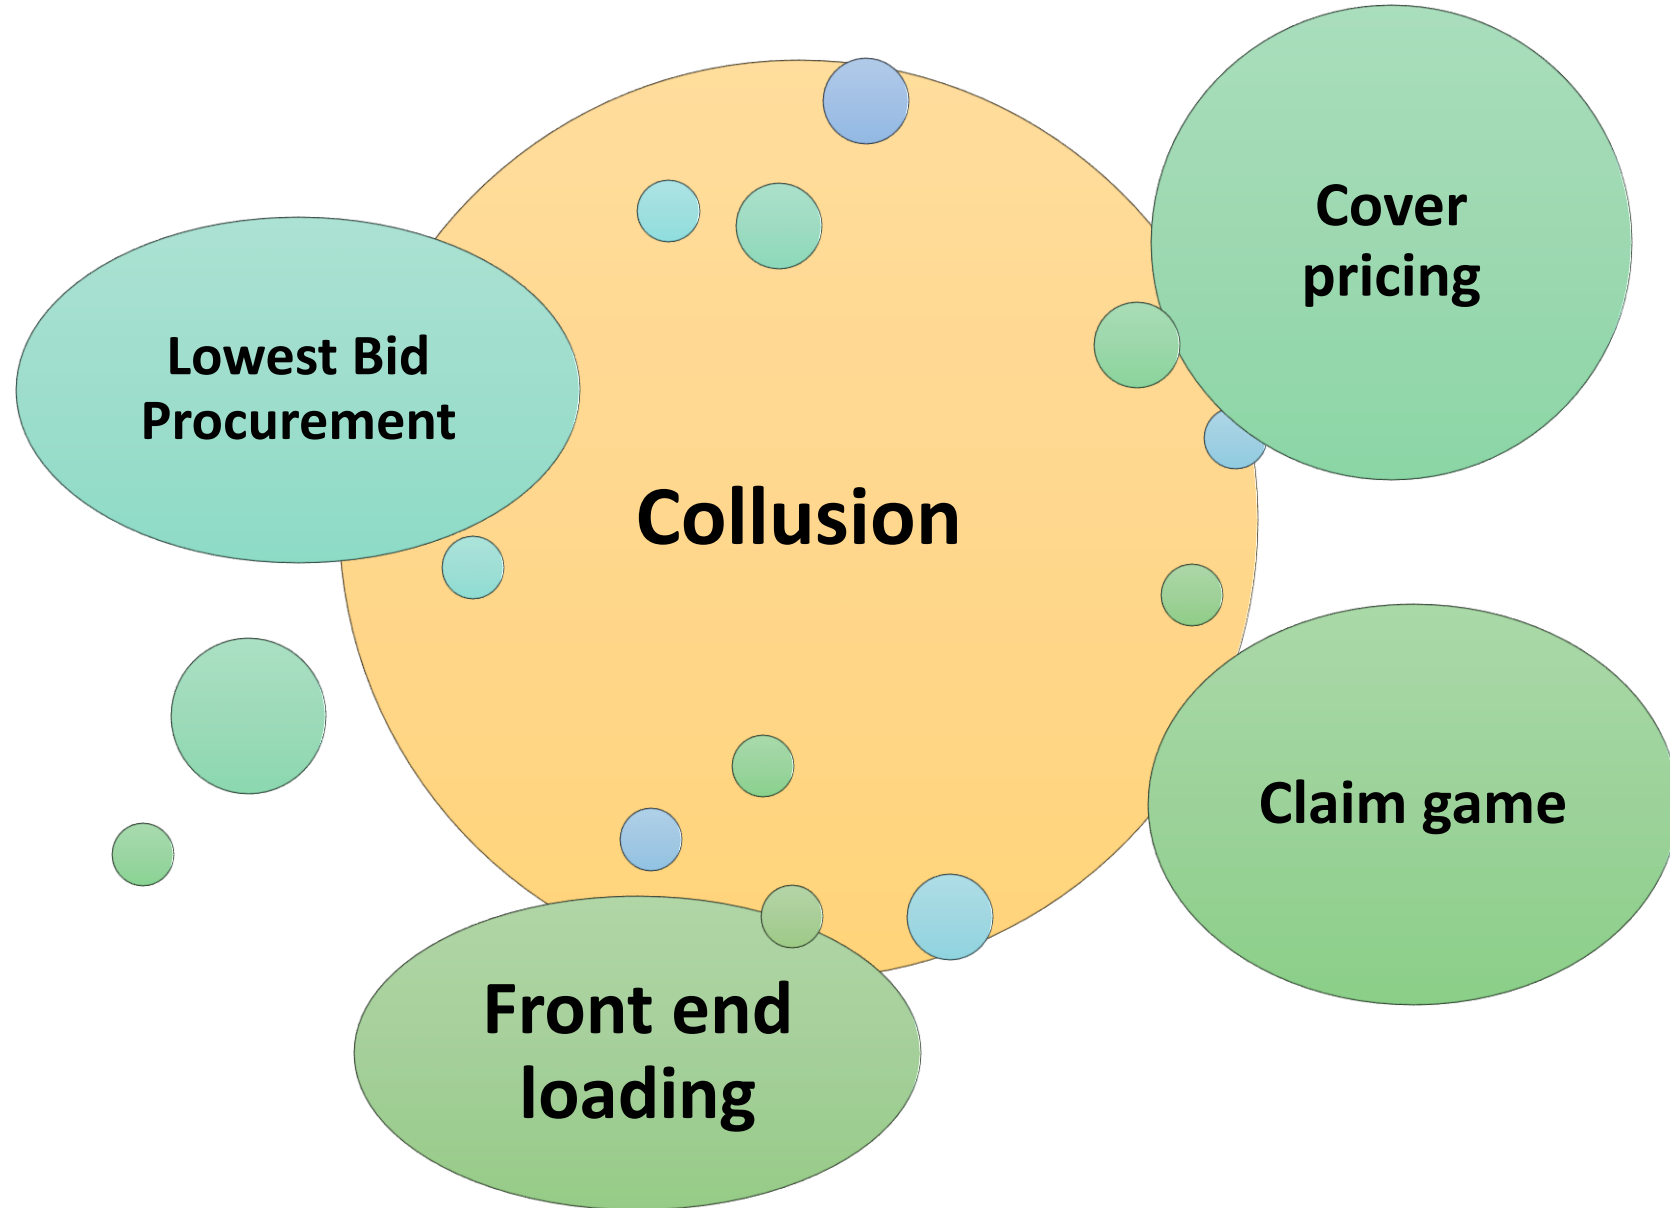 Cover
pricing
Lowest Bid
Procurement
Collusion
Claim game
Front end
loading